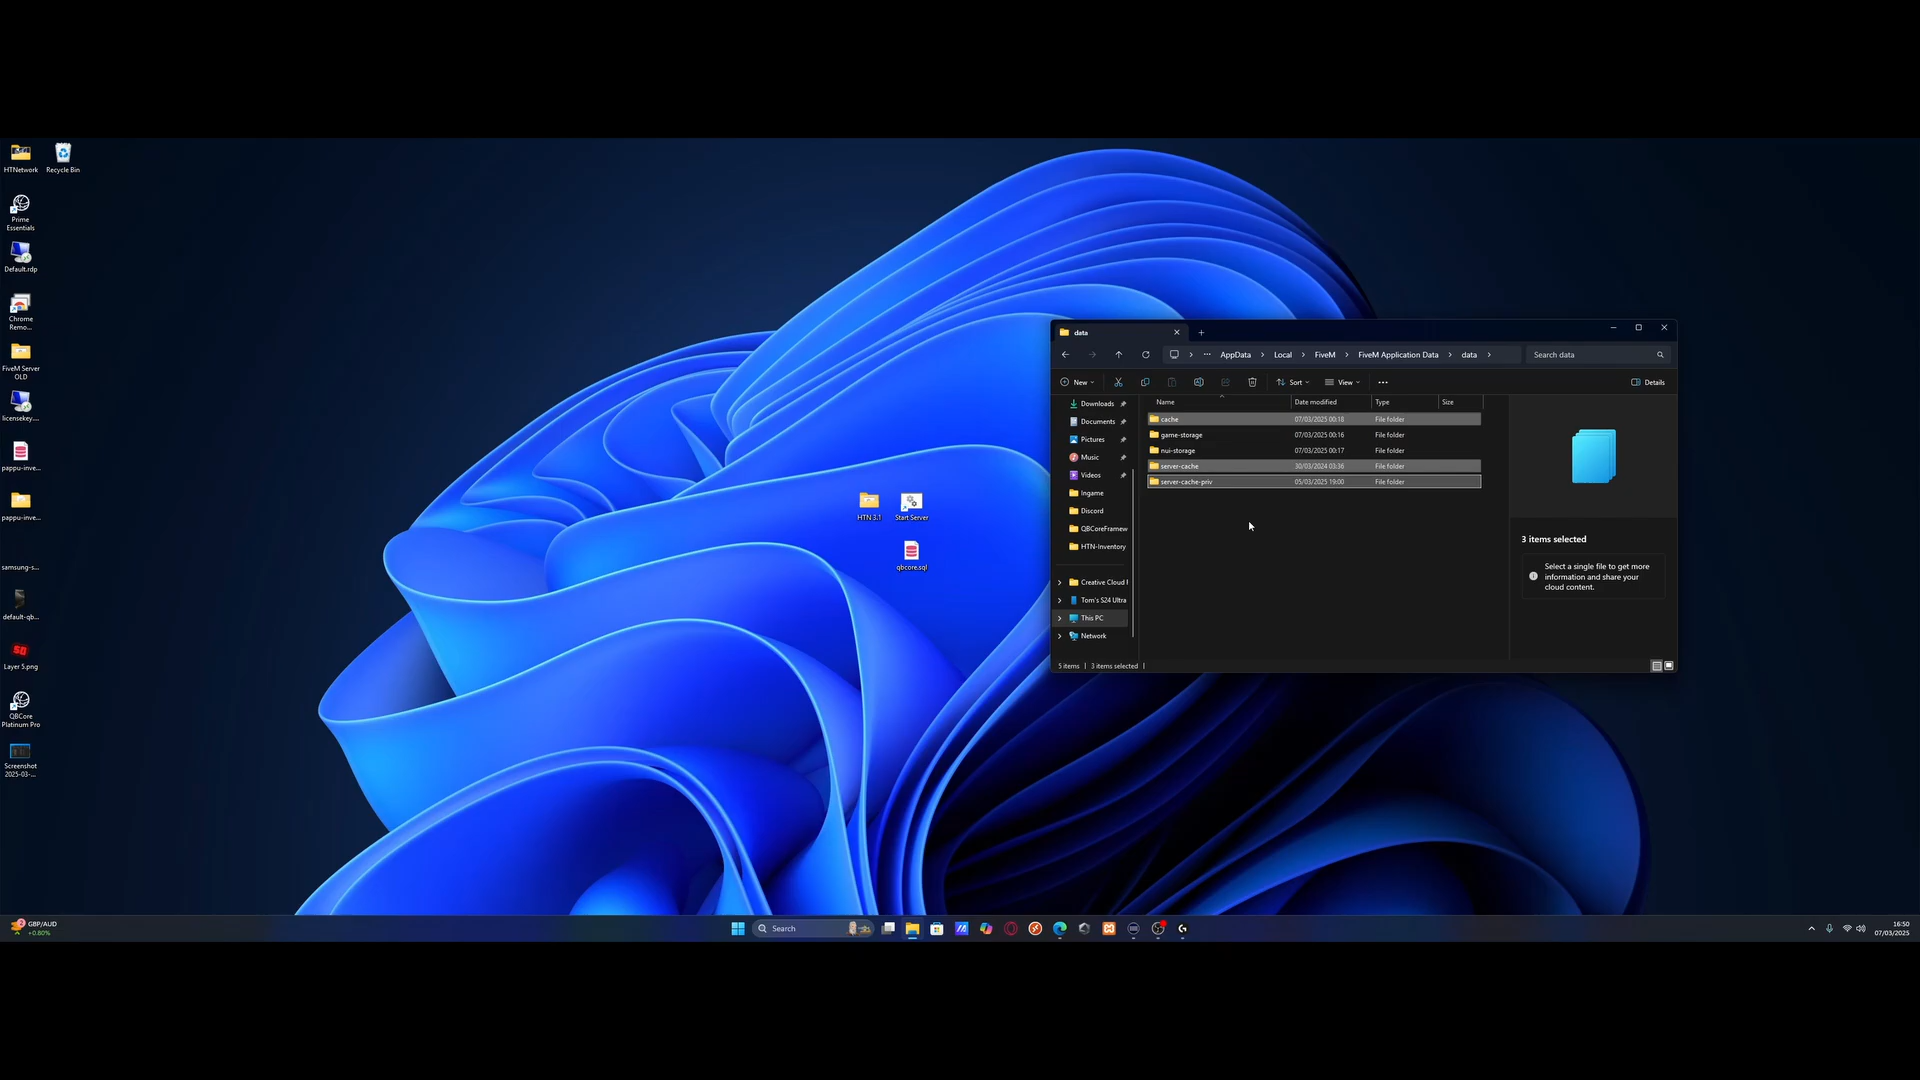 HTNetwork
Recycle Bin
Prime
Essentials
Default.rdp
Chrome
Remo...
FiveM Server
OLD
licensekey....
pappu-inve...
pappu-inve...
samsung-s...
default-qb...
Layer 5.png
QBCore
Platinum Pro
Screenshot
2025-03-...
HTN 3.1
Start Server
qbcore.sql
data
AppData
Local
FiveM
FiveM Application Data
data
Search data
New
Sort
View
Details
Name
Date modified
Type
Size
Downloads
Documents
Pictures
Music
Videos
Ingame
Discord
QBCoreFramew
HTN-Inventory
Creative Cloud F
Tom's S24 Ultra
This PC
Network
cache 07/03/2025 00:18 File folder
game-storage 07/03/2025 00:16 File folder
nui-storage 07/03/2025 00:17 File folder
server-cache 30/03/2024 03:36 File folder
server-cache-priv 05/03/2025 19:00 File folder
3 items selected
Select a single file to get more
information and share your
cloud content.
5 items
3 items selected
GBP/AUD
+0.80%
Search
16:50
07/03/2025